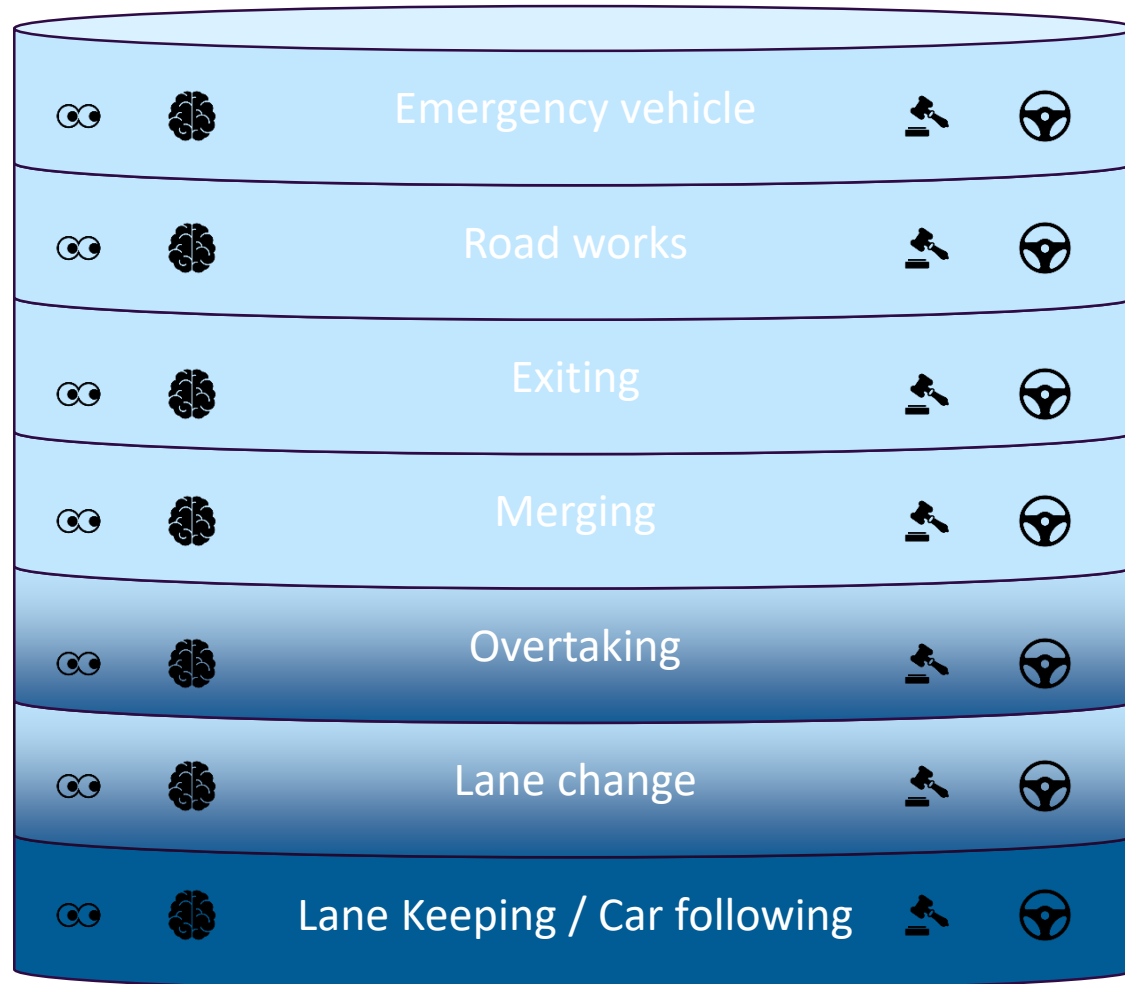 Emergency vehicle
Road works
Exiting
Merging
Overtaking
Lane change
Lane Keeping / Car following